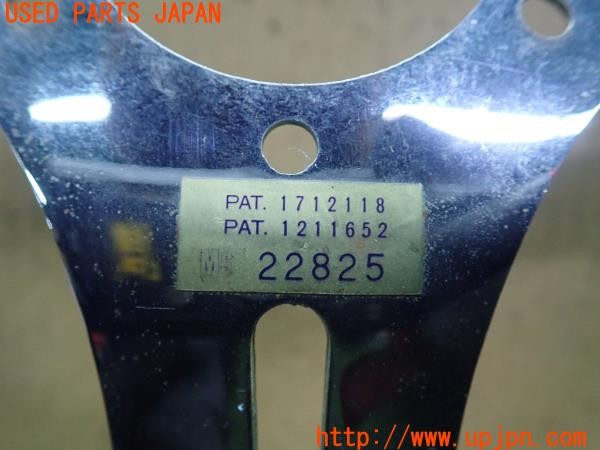 USED PARTS JAPAN
PAT. 1712118
PAT. 1211652
22825
http://www.upjpn.com